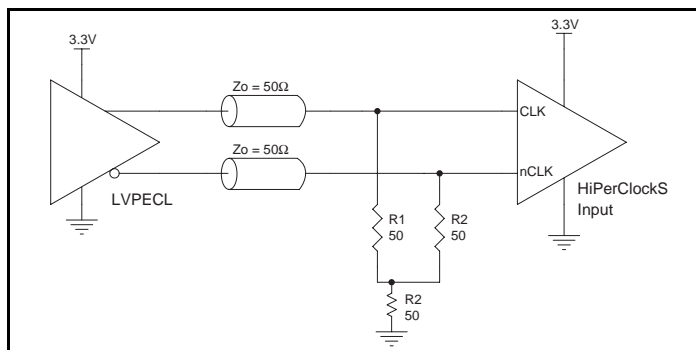 3.3V
3.3V
Zo = 50Ω
CLK
Zo = 50Ω
nCLK
LVPECL
HiPerClockS
Input
R1
50
R2
50
R2
50